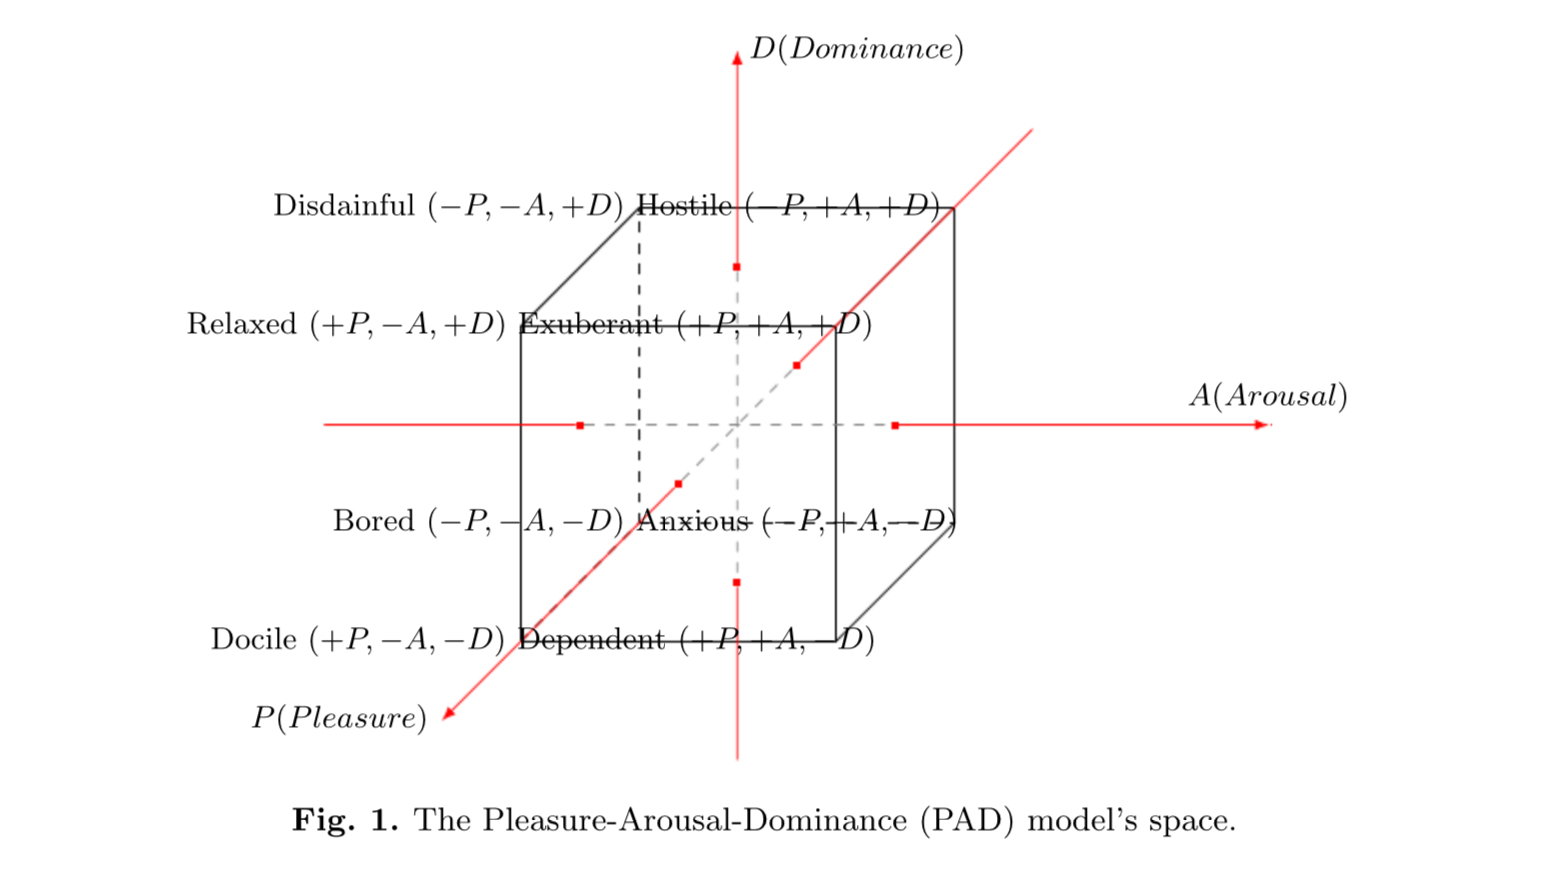 D(Dominance)
Disdainful (−P, −A, +D) Hostile (−P, +A, +D)
Relaxed (+P, −A, +D) Exuberant (+P, +A, +D)
A(Arousal)
Bored (−P, −A, −D) Anxious (−P, +A, −D)
Docile (+P, −A, −D) Dependent (+P, +A, −D)
P(Pleasure)
Fig. 1. The Pleasure-Arousal-Dominance (PAD) model's space.